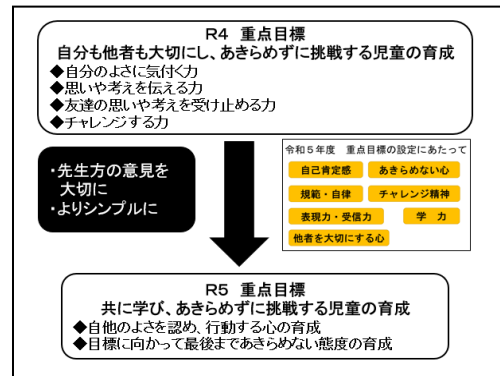 R4 重点目標
自分も他者も大切にし、あきらめずに挑戦する児童の育成
◆自分のよさに気付く力
◆思いや考えを伝える力
◆友達の思いや考えを受け止める力
◆チャレンジする力
・先生方の意見を
大切に
・よりシンプルに
令和５年度 重点目標の設定にあたって
自己肯定感 あきらめない心
規範・自律 チャレンジ精神
表現力・受信力 学 力
他者を大切にする心
R5 重点目標
共に学び、あきらめずに挑戦する児童の育成
◆自他のよさを認め、行動する心の育成
◆目標に向かって最後まであきらめない態度の育成